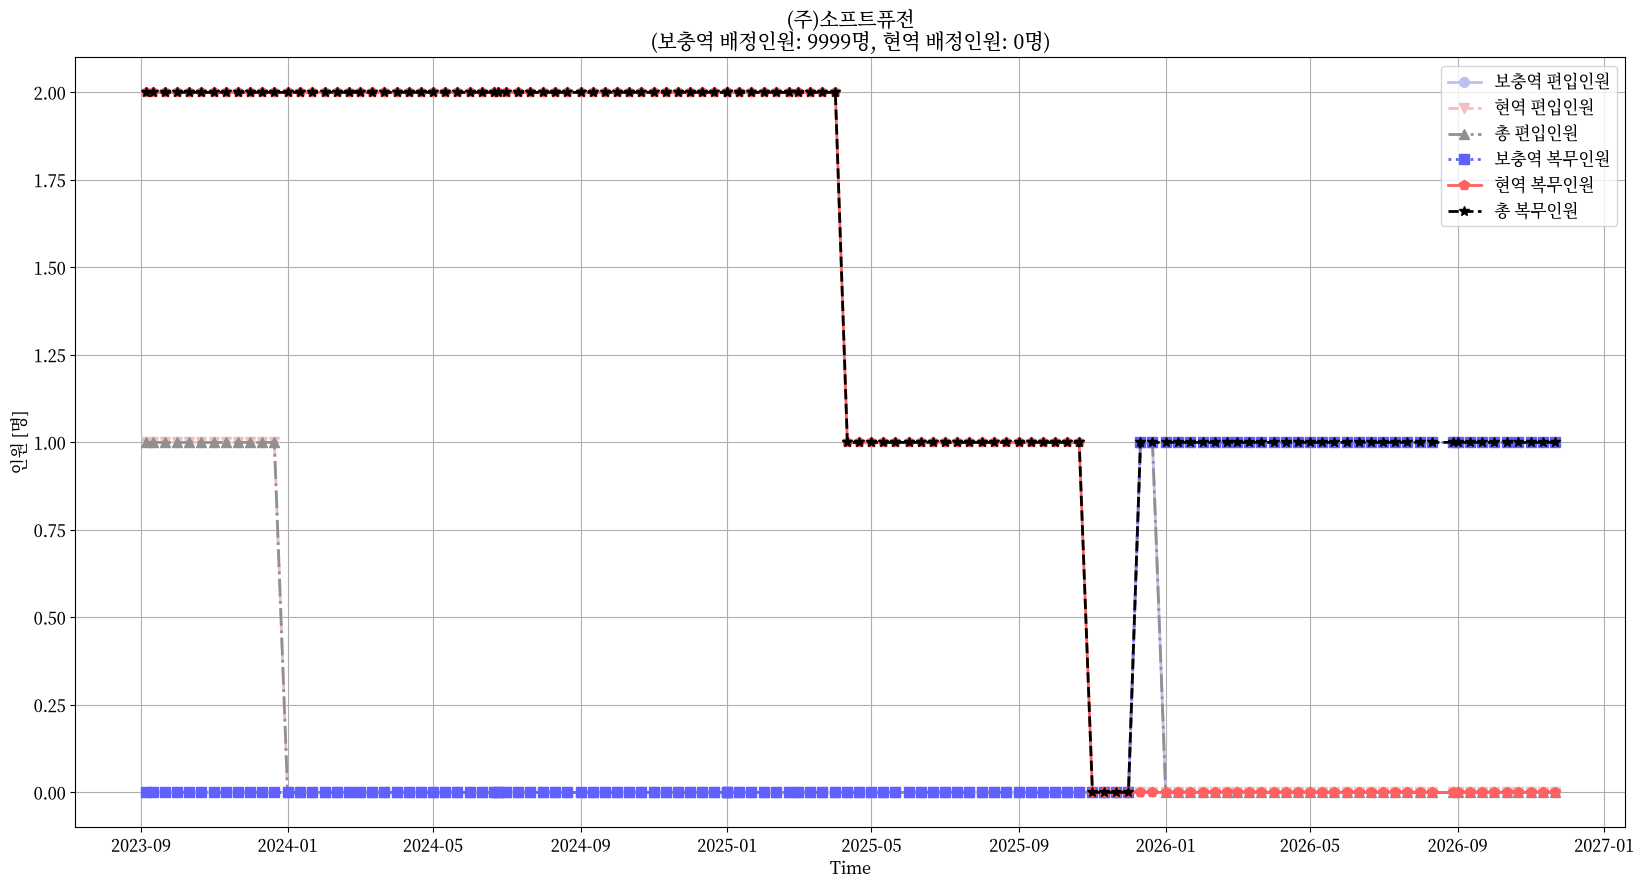 (주)소프트퓨전
(보충역 배정인원: 9999명, 현역 배정인원: 0명)
보충역 편입인원
현역 편입인원
총 편입인원
보충역 복무인원
현역 복무인원
총 복무인원
인원 [명]
2.00
1.75
1.50
1.25
1.00
0.75
0.50
0.25
0.00
2023-09 2024-01 2024-05 2024-09 2025-01 2025-05 2025-09 2026-01 2026-05 2026-09 2027-01
Time